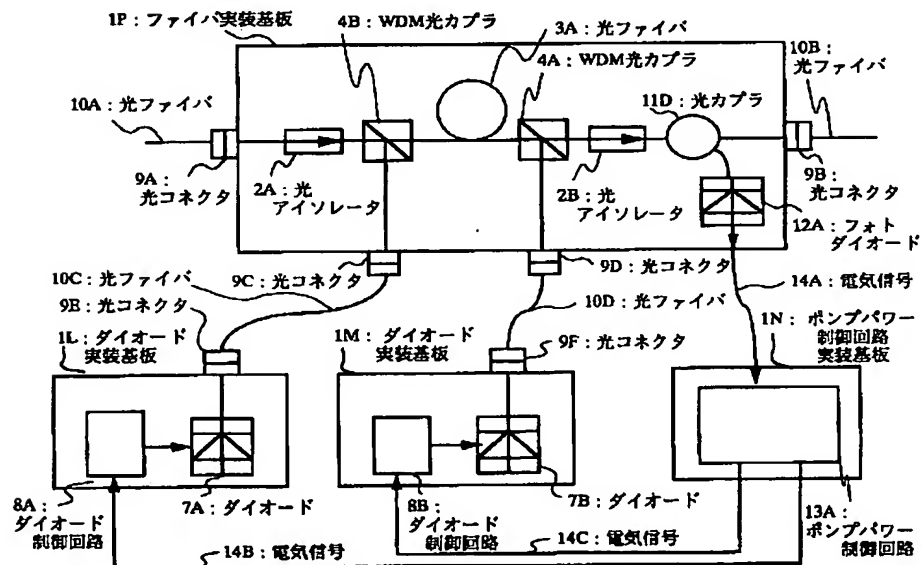 1P：ファイバ実装基板
4B：WDM光カプラ
3A：光ファイバ
4A：WDM光カプラ
10B：
光ファイバ
10A：光ファイバ
11D：光カプラ
9A：
光コネクタ
2A：光
アイソレータ
2B：光
アイソレータ
9B：
光コネクタ
12A：フォト
ダイオード
10C：光ファイバ
9C：光コネクタ
9D：光コネクタ
14A：電気信号
9E：光コネクタ
10D：光ファイバ
1L：ダイオード
実装基板
1M：ダイオード
実装基板
9F：光コネクタ
1N：ポンプパワー
制御回路
実装基板
8A：
ダイオード
制御回路
7A：ダイオード
8B：
ダイオード
制御回路
7B：ダイオード
13A：
ポンプパワー
制御回路
14B：電気信号
14C：電気信号